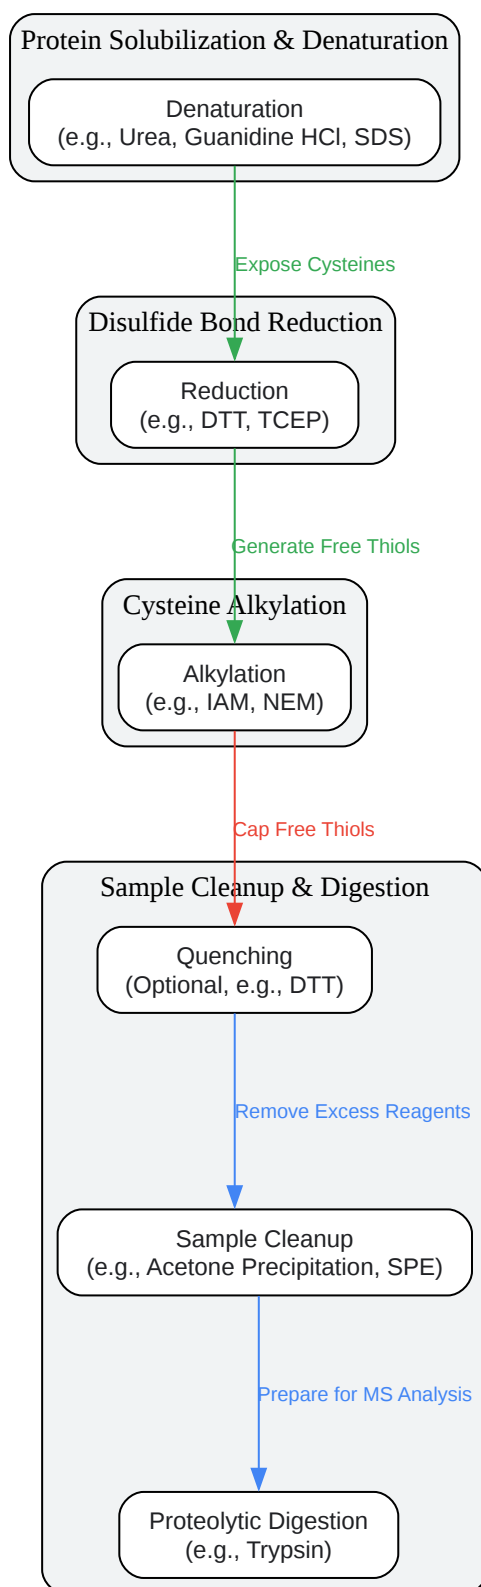 Protein Solubilization & Denaturation
Denaturation
(e.g., Urea, Guanidine HCl, SDS)
Expose Cysteines
Disulfide Bond Reduction
Reduction
(e.g., DTT, TCEP)
Generate Free Thiols
Cysteine Alkylation
Alkylation
(e.g., IAM, NEM)
Cap Free Thiols
Sample Cleanup & Digestion
Quenching
(Optional, e.g., DTT)
Remove Excess Reagents
Sample Cleanup
(e.g., Acetone Precipitation, SPE)
Prepare for MS Analysis
Proteolytic Digestion
(e.g., Trypsin)